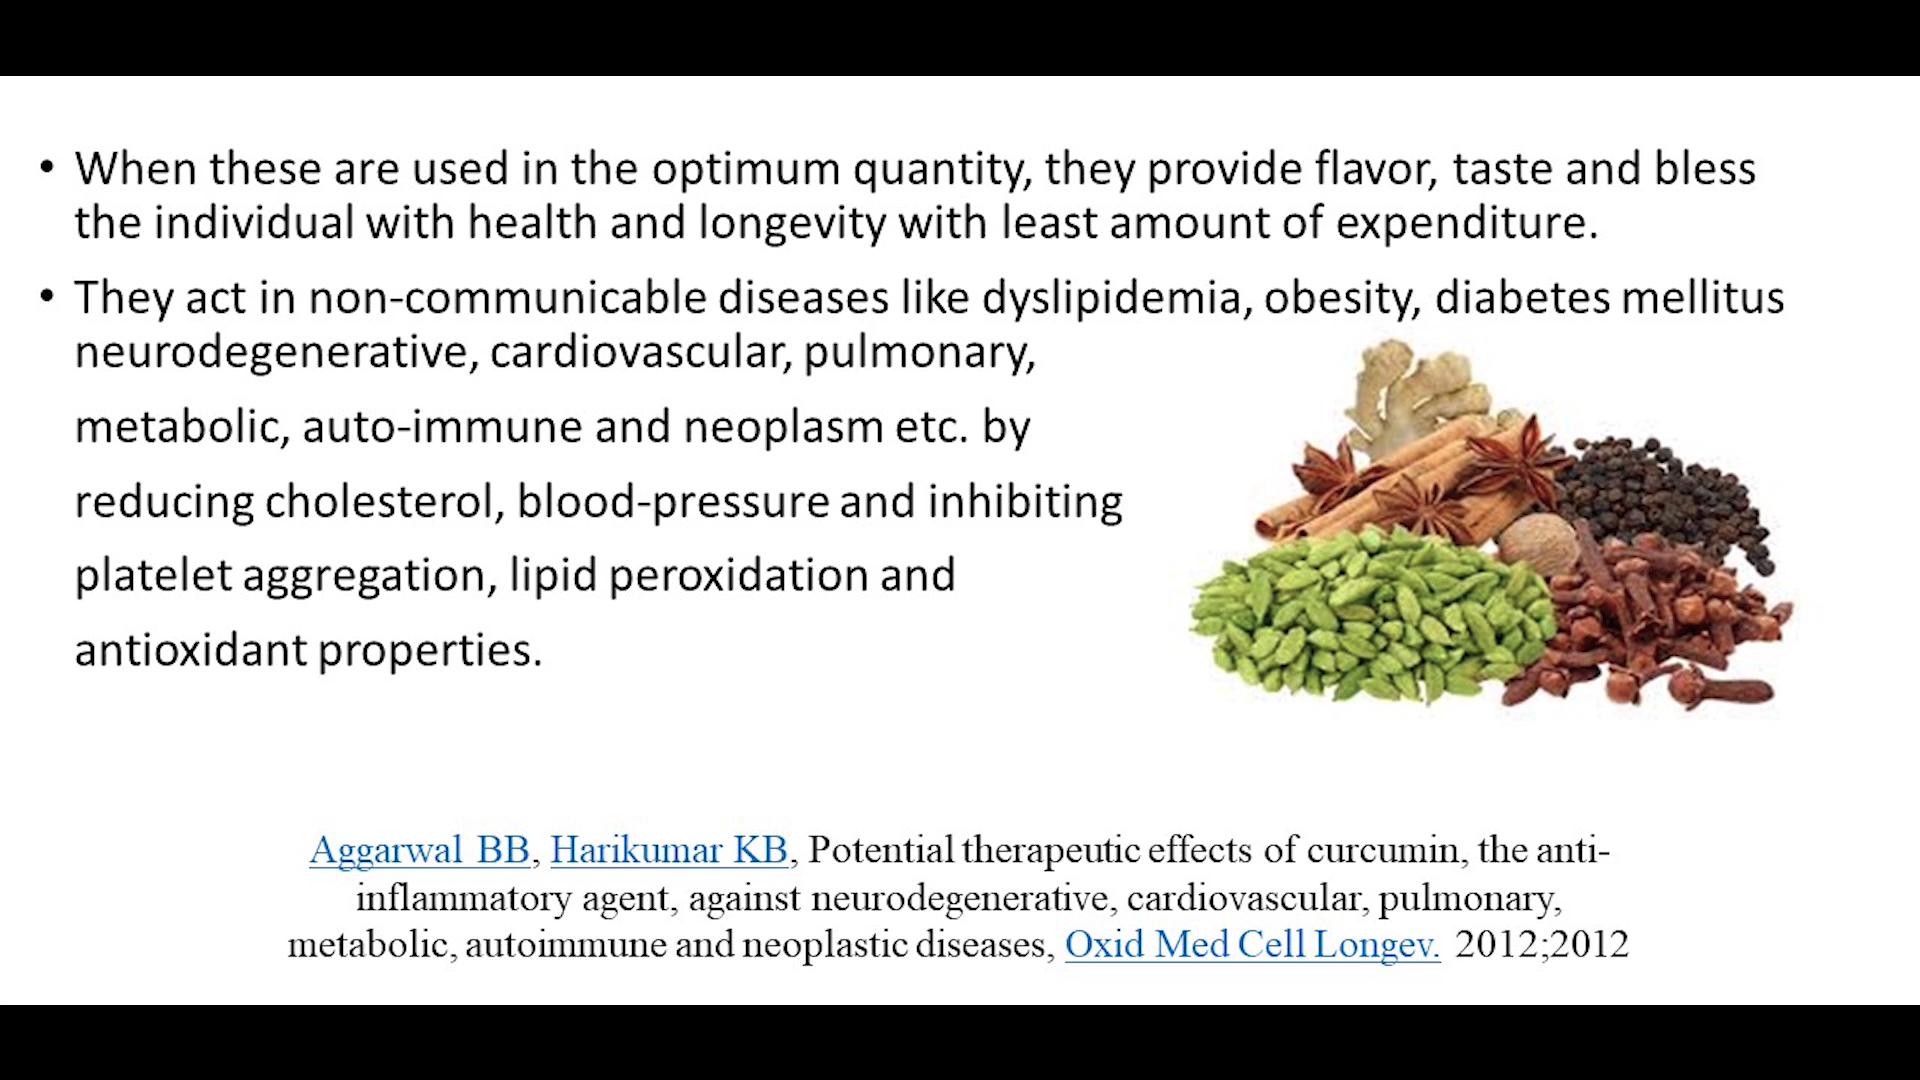 • When these are used in the optimum quantity, they provide flavor, taste and bless
the individual with health and longevity with least amount of expenditure.
• They act in non-communicable diseases like dyslipidemia, obesity, diabetes mellitus
neurodegenerative, cardiovascular, pulmonary,
metabolic, auto-immune and neoplasm etc. by
reducing cholesterol, blood-pressure and inhibiting
platelet aggregation, lipid peroxidation and
antioxidant properties.
Aggarwal BB, Harikumar KB, Potential therapeutic effects of curcumin, the anti-
inflammatory agent, against neurodegenerative, cardiovascular, pulmonary,
metabolic, autoimmune and neoplastic diseases, Oxid Med Cell Longev. 2012;2012